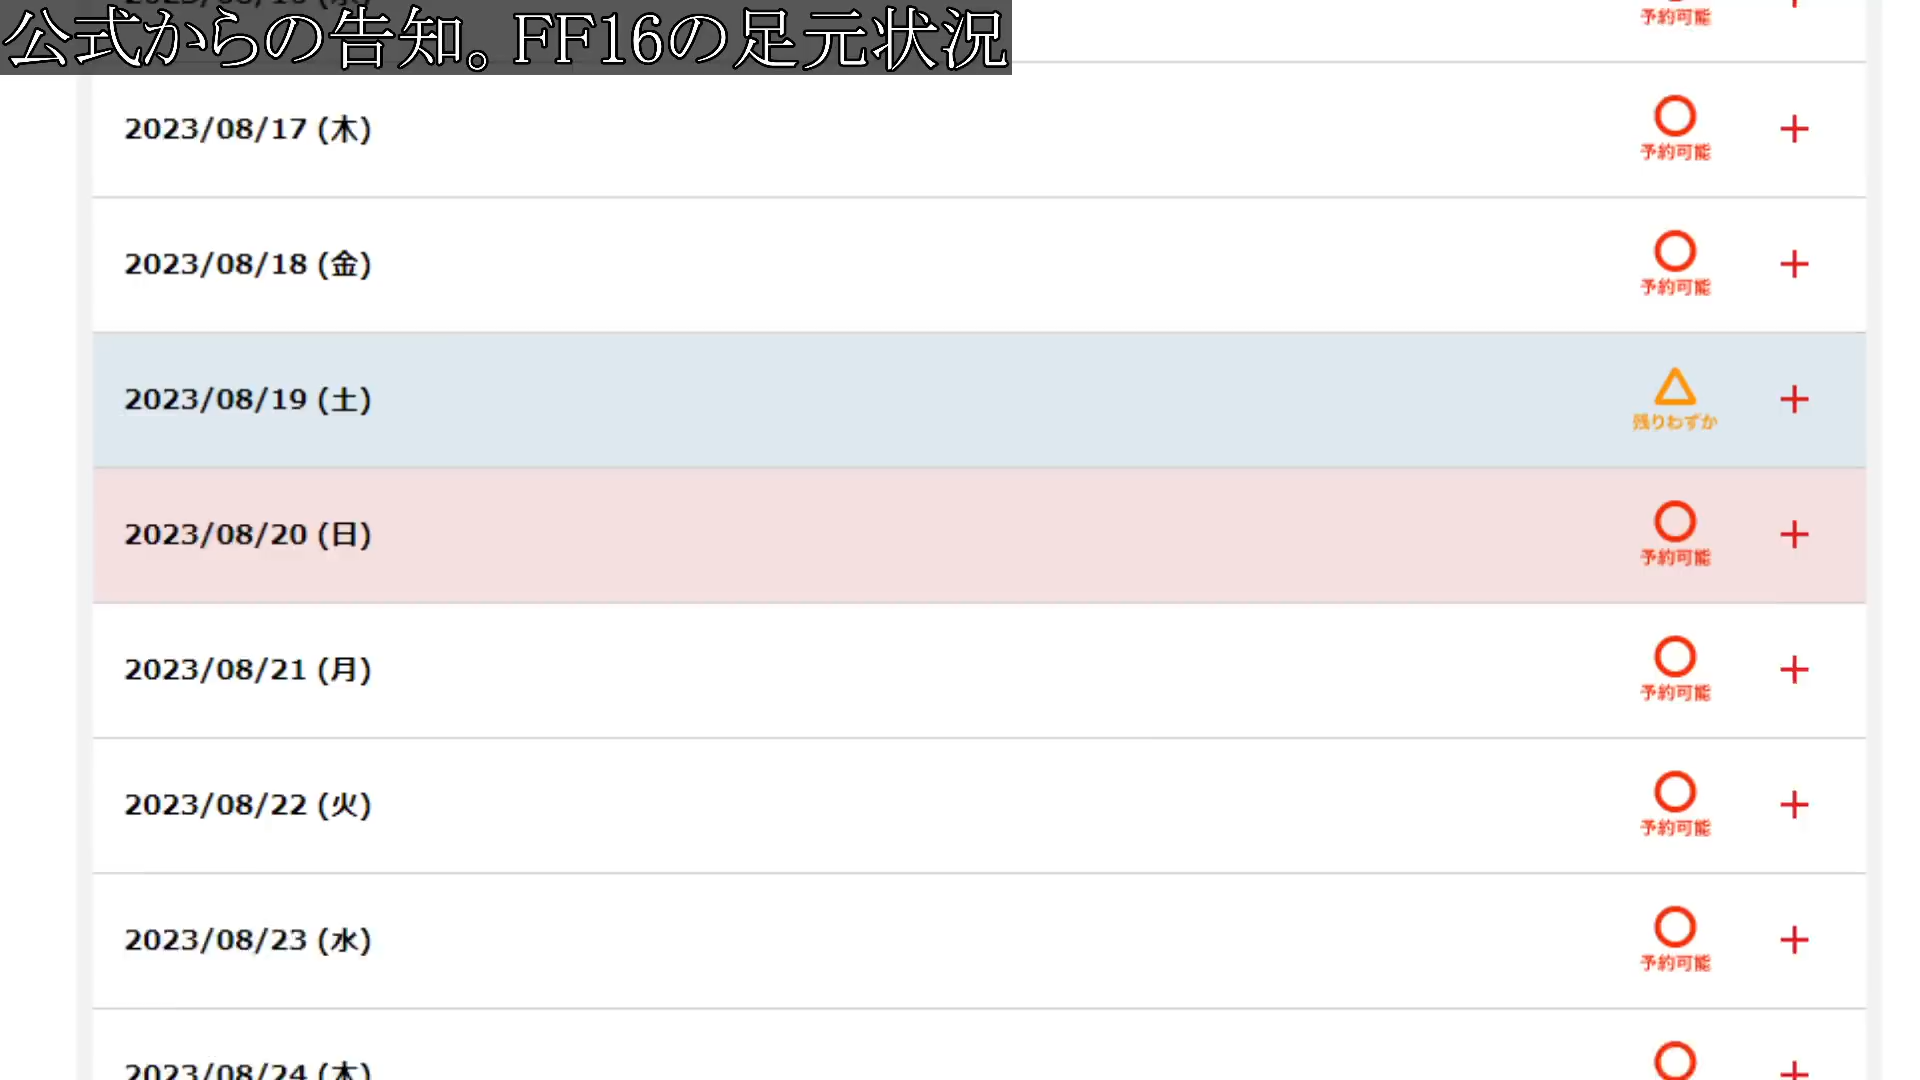 公式からの告知。FF16の足元状況
予約可能
2023/08/17 (木)
予約可能
2023/08/18 (金)
予約可能
2023/08/19 (土)
残りわずか
2023/08/20 (日)
予約可能
2023/08/21 (月)
予約可能
2023/08/22 (火)
予約可能
2023/08/23 (水)
予約可能
2023/08/24 (木)